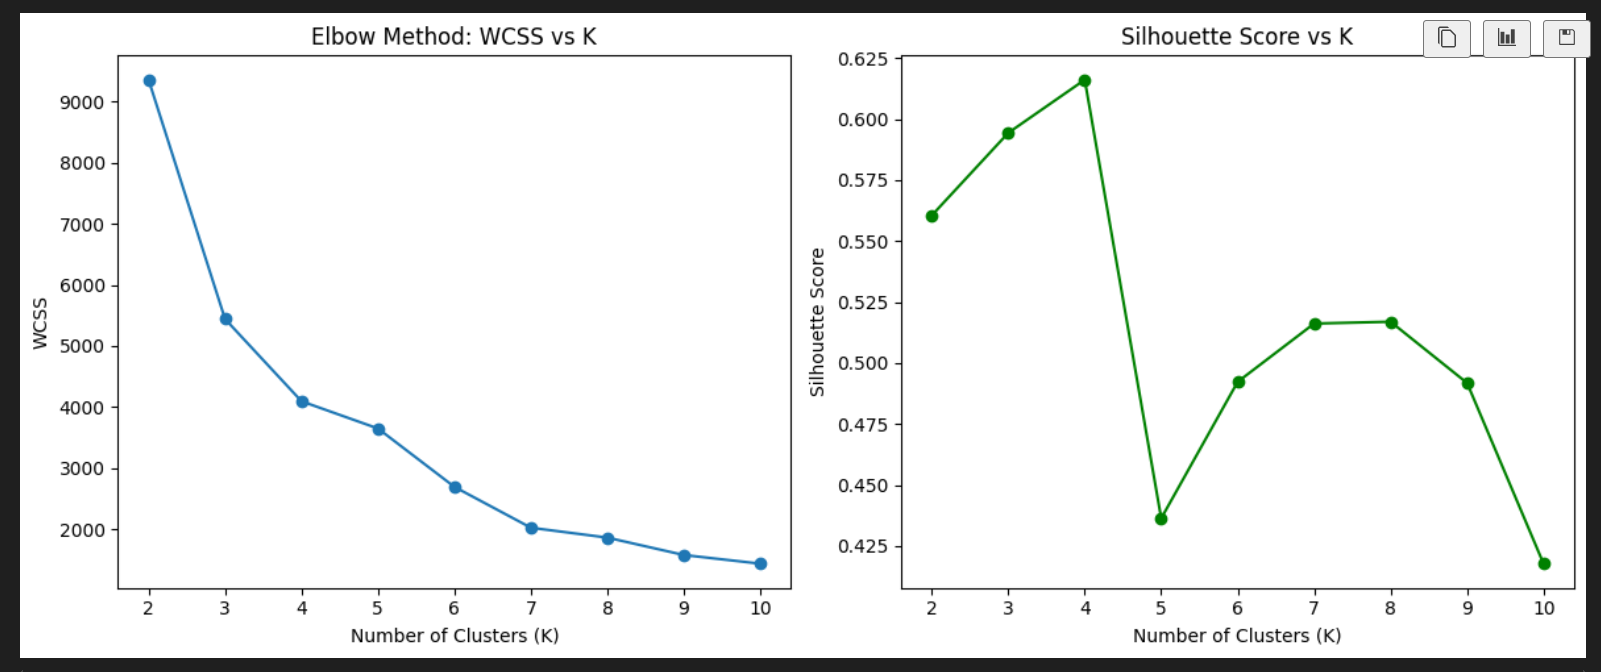 Elbow Method: WCSS vs K
9000
8000
7000
6000
5000
4000
3000
2000
WCSS
2 3 4 5 6 7 8 9 10
Number of Clusters (K)
Silhouette Score vs K
0.625
0.600
0.575
0.550
0.525
0.500
0.475
0.450
0.425
Silhouette Score
2 3 4 5 6 7 8 9 10
Number of Clusters (K)